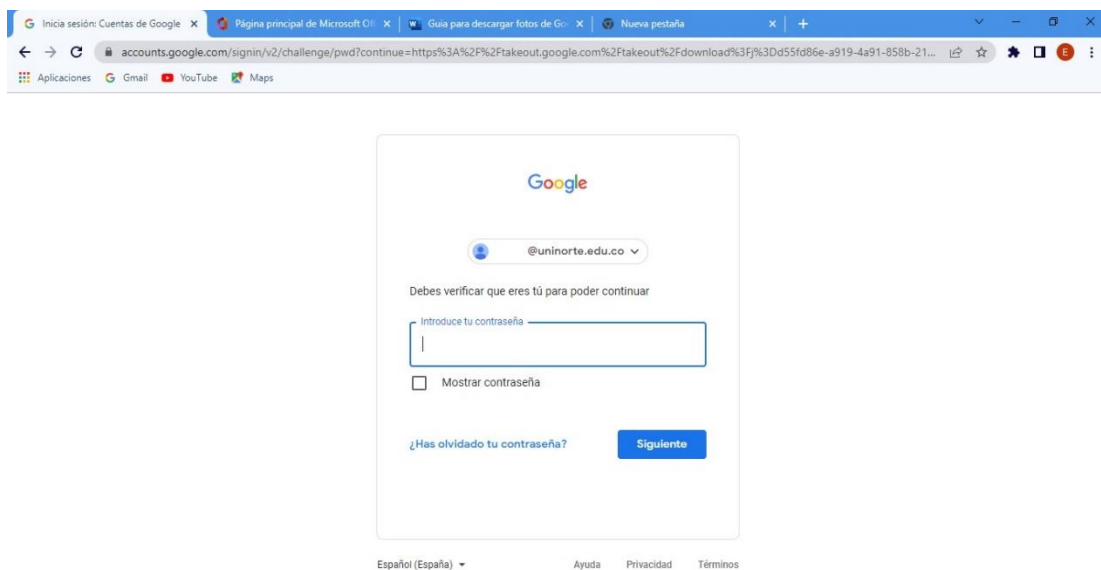 Inicia sesión: Cuentas de Google
Página principal de Microsoft Of
Guia para descargar fotos de Go
Nueva pestaña
accounts.google.com/signin/v2/challenge/pwd?continue=https%3A%2F%2Ftakeout.google.com%2Ftakeout%2Fdownload%3Fj%3Dd55fd86e-a919-4a91-858b-21...
E
Aplicaciones
Gmail
YouTube
Maps
Google
@uninorte.edu.co
Debes verificar que eres tú para poder continuar
Introduce tu contraseña
Mostrar contraseña
¿Has olvidado tu contraseña?
Siguiente
Español (España)
Ayuda
Privacidad
Términos